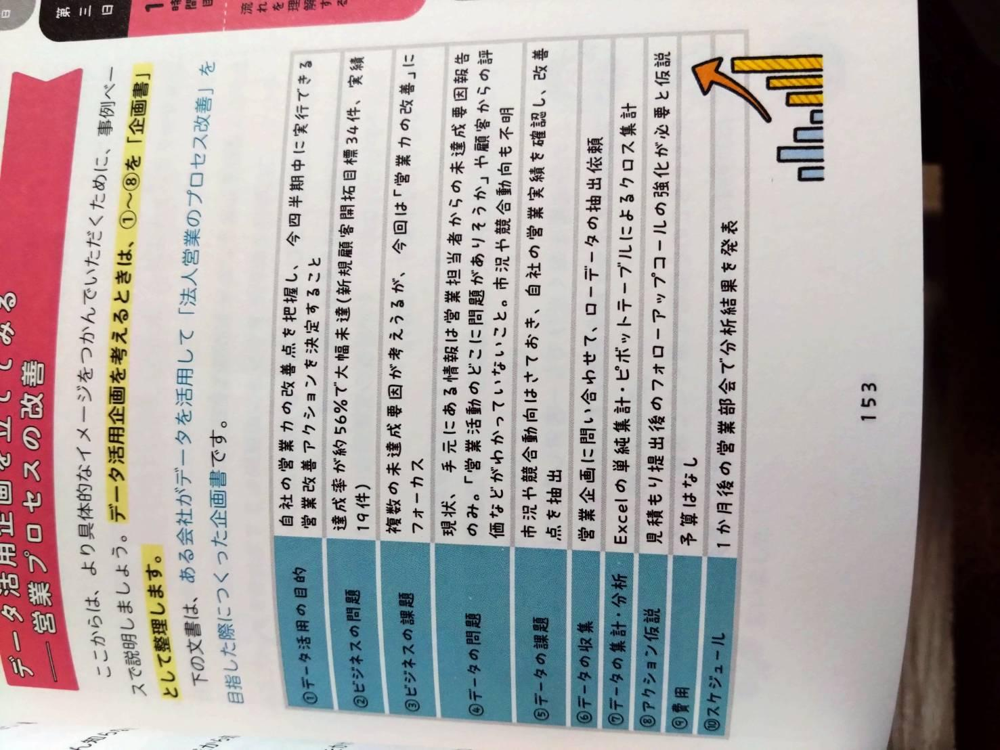 第三日
1時間目
流れを理解する
データ活用企画を立ててみる
――営業プロセスの改善
ここからは、より具体的なイメージをつかんでいただくために、事例ベー
スで説明しましょう。データ活用企画を考えるときは、①〜⑧を「企画書」
として整理します。
下の文書は、ある会社がデータを活用して「法人営業のプロセス改善」を
目指した際につくった企画書です。
①データ活用の目的
自社の営業力の改善点を把握し、今四半期中に実行できる
営業改善アクションを決定すること
②ビジネスの問題
達成率が約56%で大幅未達(新規顧客開拓目標34件、実績
19件)
③ビジネスの課題
複数の未達成要因が考えうるが、今回は「営業力の改善」に
フォーカス
④データの問題
現状、手元にある情報は営業担当者からの未達成要因報告
のみ。「営業活動のどこに問題がありそうか」や顧客からの評
価などがわかっていないこと。市況や競合動向も不明
⑤データの課題
市況や競合動向はさておき、自社の営業実績を確認し、改善
点を抽出
⑥データの収集
営業企画に問い合わせて、ローデータの抽出依頼
⑦データの集計・分析
Excelの単純集計・ピボットテーブルによるクロス集計
⑧アクション仮説
見積もり提出後のフォローアップコールの強化が必要と仮説
⑨費用
予算はなし
⑩スケジュール
1か月後の営業部会で分析結果を発表
153